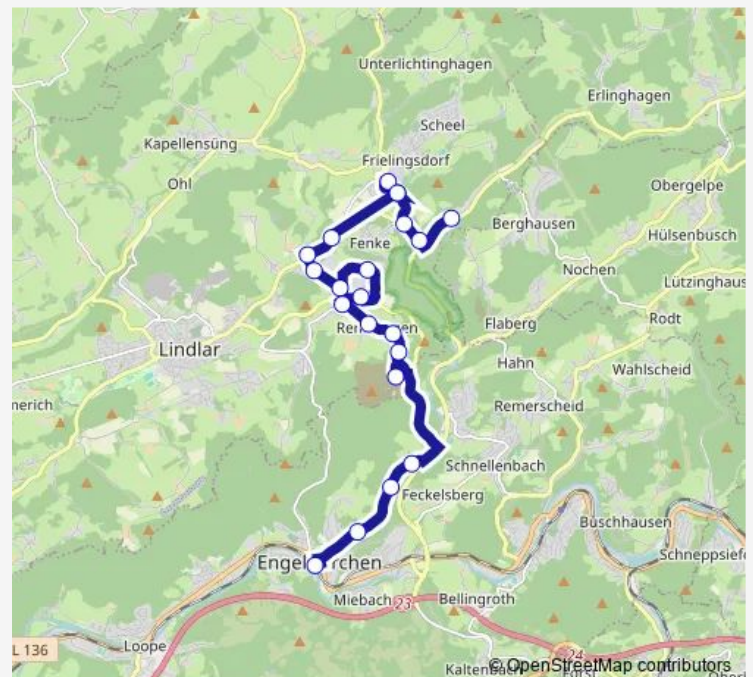 Unterlichtinghagen
Erlinghagen
Scheel
Kapellensüng
Frielingsdorf
Ohl
Obergelpe
Berghausen
Hülsenbusch
Fenke
Nochen
Lützinghaus
Rodt
Flaberg
Lindlar
Hahn
Wahlscheid
merich
Remerscheid
Schnellenbach
Feckelsberg
Buschhausen
Schneppsief
Miebach
23
Bellingroth
L 136
Loope
24
© OpenStreetMap contributors